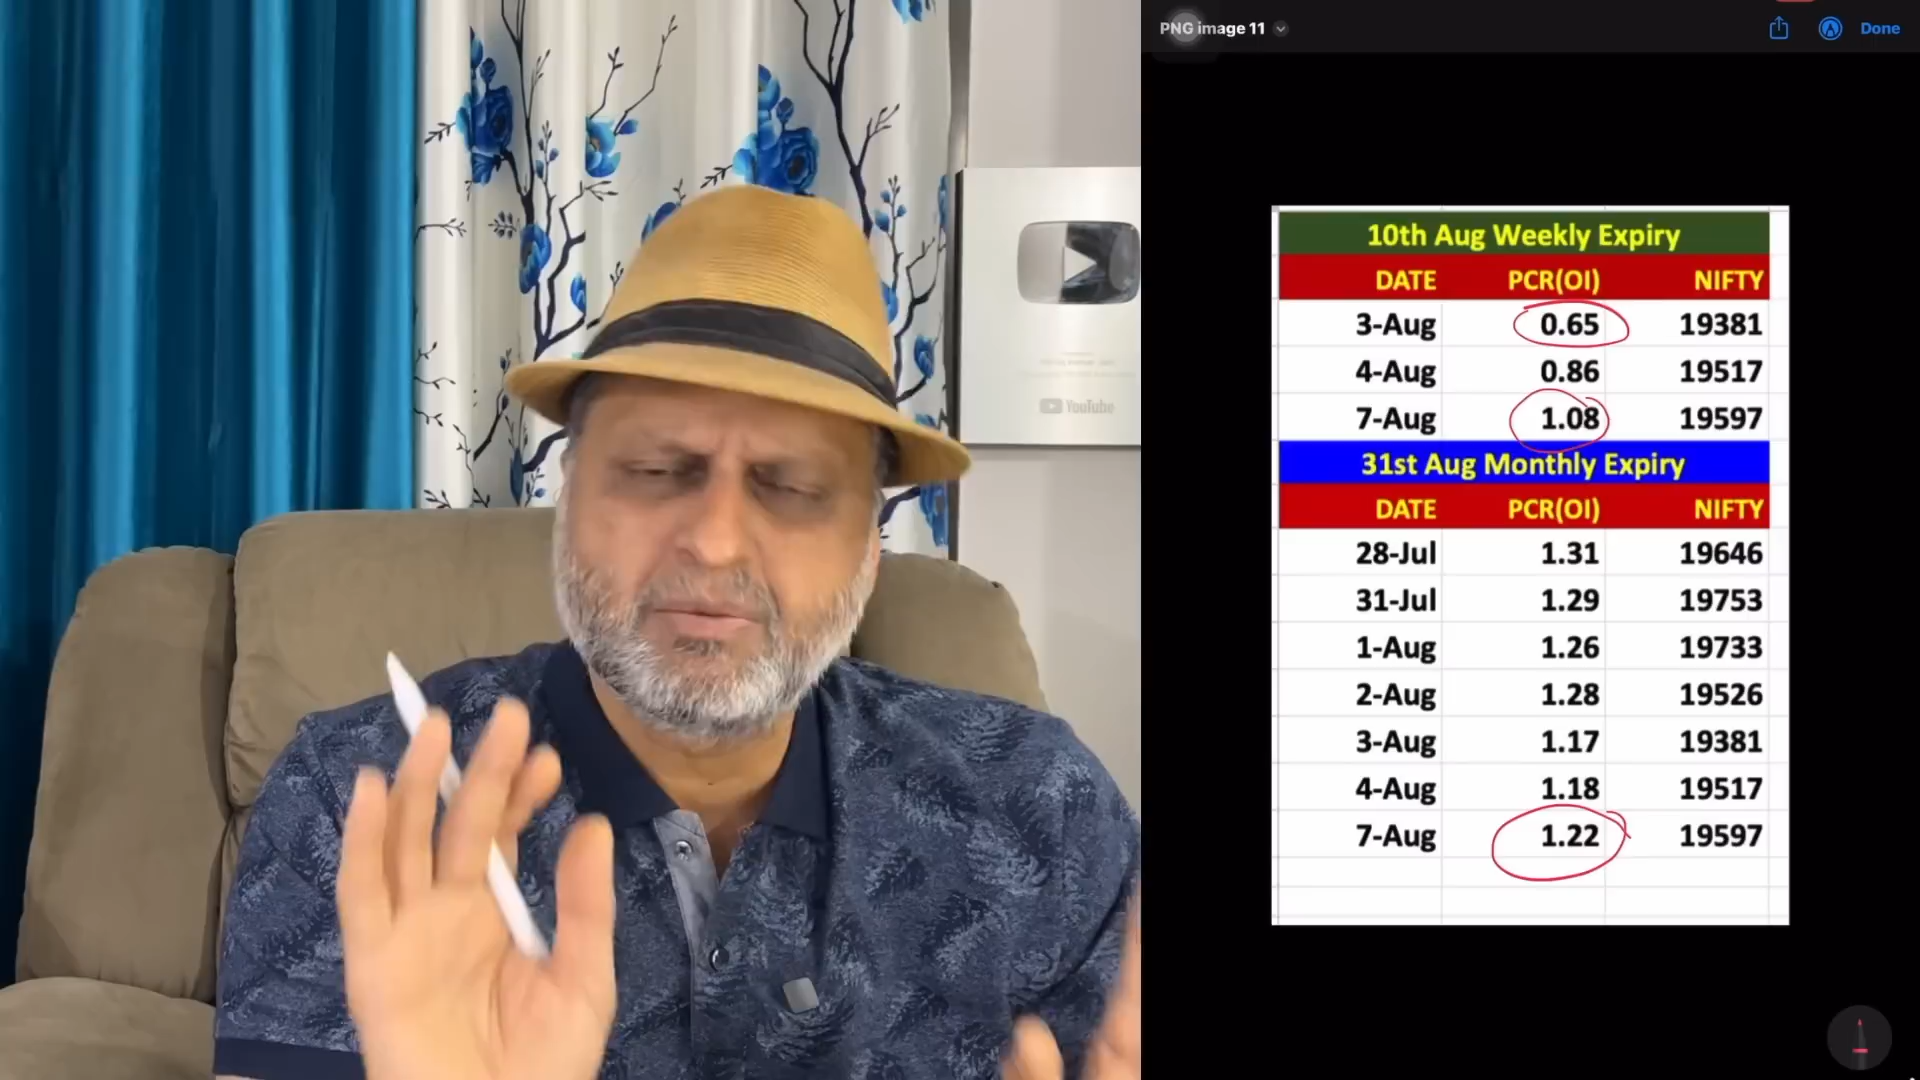 PNG image 11
Done
YouTube
10th Aug Weekly Expiry
DATE PCR(OI) NIFTY
3-Aug 0.65 19381
4-Aug 0.86 19517
7-Aug 1.08 19597
31st Aug Monthly Expiry
DATE PCR(OI) NIFTY
28-Jul 1.31 19646
31-Jul 1.29 19753
1-Aug 1.26 19733
2-Aug 1.28 19526
3-Aug 1.17 19381
4-Aug 1.18 19517
7-Aug 1.22 19597